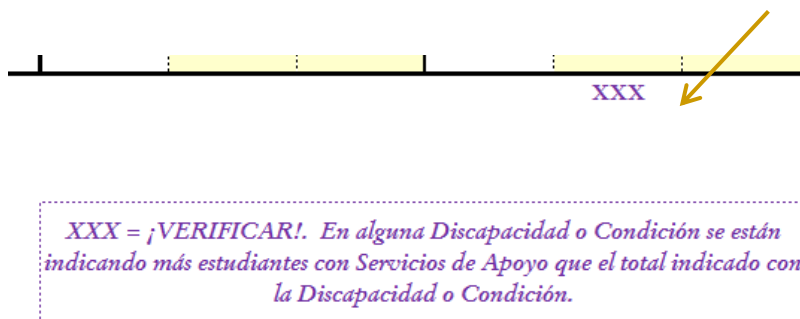 XXX
XXX = ¡VERIFICAR!. En alguna Discapacidad o Condición se están
indicando más estudiantes con Servicios de Apoyo que el total indicado con
la Discapacidad o Condición.